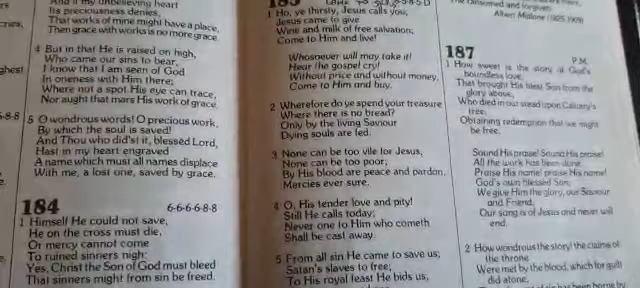 And if my unbelieving heart
Its preciousness denies,
That works of mine might have a place,
Then grace with works is no more grace.
4 But in that He is raised on high,
Who came our sins to bear,
I know that I am seen of God
In oneness with Him there;
Where not a spot His eye can trace,
Nor aught that mars His work of grace.
5 O wondrous words! O precious work,
By which the soul is saved!
And Thou who did'st it, blessed Lord,
Hast in my heart engraved
A name which must all names displace
With me, a lost one, saved by grace.
184 6-6-6-6-8-8
1 Himself He could not save,
He on the cross must die,
Or mercy cannot come
To ruined sinners nigh:
Yes, Christ the Son of God must bleed
That sinners might from sin be freed.
185
1 Ho, ye thirsty, Jesus calls you,
Jesus came to give
Wine and milk of free salvation;
Come to Him and live!
Whosoever will may take it!
Hear the gospel cry!
Without price and without money,
Come to Him and buy.
2 Wherefore do ye spend your treasure
Where there is no bread?
Only by the living Saviour
Dying souls are fed.
3 None can be too vile for Jesus,
None can be too poor;
By His blood are peace and pardon,
Mercies ever sure.
4 O, His tender love and pity!
Still He calls today;
Never one to Him who cometh
Shall be cast away.
5 From all sin He came to save us;
Satan's slaves to free;
To His royal feast He bids us,
The ransomed and forgiven
Albert Midlane (1825-1909)
187 P.M.
1 How sweet is the story of God's
boundless love,
That brought His blest Son from the
glory above,
Who died in our stead upon Calvary's
tree,
Obtaining redemption that we might
be free.
Sound His praise! Sound His praise!
All the work has been done.
Praise His name! praise His name!
God's own blessed Son;
We give Him the glory, our Saviour
and Friend,
Our song is of Jesus and never will
end.
2 How wondrous the story! the claims of
the throne
Were met by the blood, which for guilt
did atone,